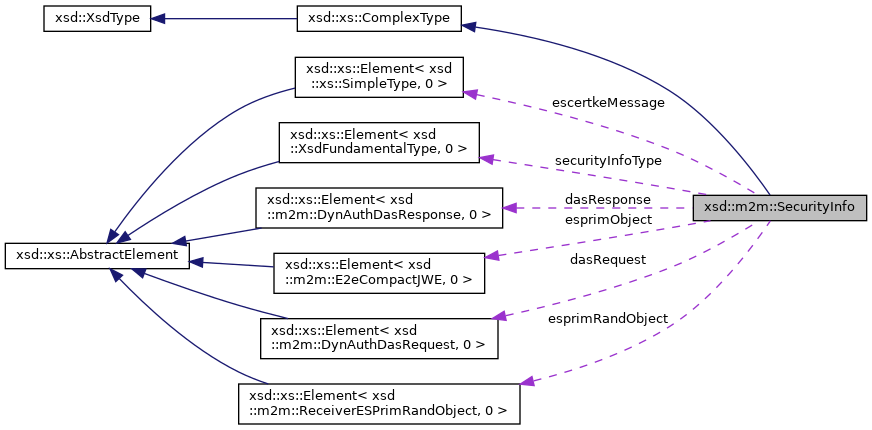 xsd::XsdType
xsd::xs::ComplexType
xsd::xs::Element< xsd
::xs::SimpleType, 0 >
escertkeMessage
xsd::xs::Element< xsd
::XsdFundamentalType, 0 >
securityInfoType
xsd::xs::Element< xsd
::m2m::DynAuthDasResponse, 0 >
dasResponse
xsd::m2m::SecurityInfo
esprimObject
xsd::xs::AbstractElement
xsd::xs::Element< xsd
::m2m::E2eCompactJWE, 0 >
dasRequest
xsd::xs::Element< xsd
::m2m::DynAuthDasRequest, 0 >
esprimRandObject
xsd::xs::Element< xsd
::m2m::ReceiverESPrimRandObject, 0 >